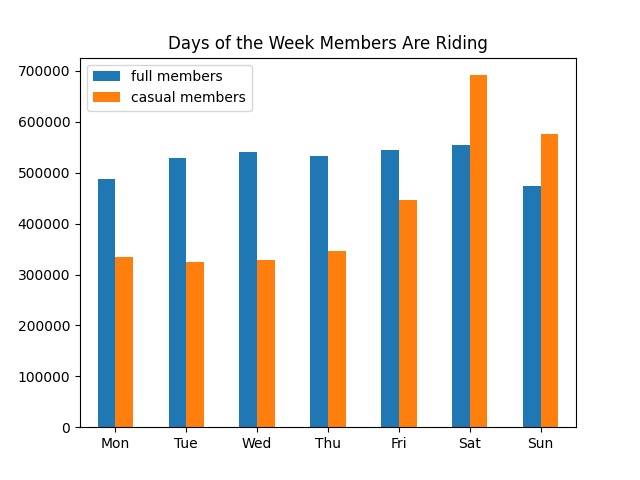 Days of the Week Members Are Riding
full members
casual members
700000
600000
500000
400000
300000
200000
100000
0
Mon Tue Wed Thu Fri Sat Sun